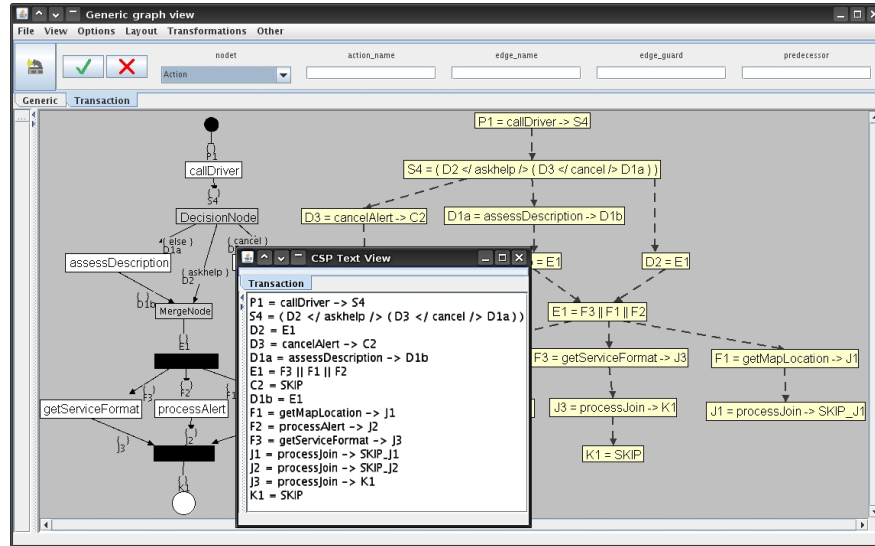 Generic graph view
File View Options Layout Transformations Other
nodet
action_name
edge_name
edge_guard
predecessor
Action
Generic
Transaction
...
{ }
P1
callDriver
{ }
S4
DecisionNode
{ else }
D1a
{ cancel }
assessDescription
{ askhelp }
D2
{ }
D1b
MergeNode
{ }
E1
{ }
F3
{ }
F2
getServiceFormat
processAlert
{ }
J3
{ }
J2
{ }
K1
P1 = callDriver -> S4
S4 = ( D2 </ askhelp /> ( D3 </ cancel /> D1a ) )
D3 = cancelAlert -> C2
D1a = assessDescription -> D1b
= E1
D2 = E1
E1 = F3 || F1 || F2
F3 = getServiceFormat -> J3
F1 = getMapLocation -> J1
J3 = processJoin -> K1
J1 = processJoin -> SKIP_J1
K1 = SKIP
CSP Text View
Transaction
P1 = callDriver -> S4
S4 = ( D2 </ askhelp /> ( D3 </ cancel /> D1a ) )
D2 = E1
D3 = cancelAlert -> C2
D1a = assessDescription -> D1b
E1 = F3 || F1 || F2
C2 = SKIP
D1b = E1
F1 = getMapLocation -> J1
F2 = processAlert -> J2
F3 = getServiceFormat -> J3
J1 = processJoin -> SKIP_J1
J2 = processJoin -> SKIP_J2
J3 = processJoin -> K1
K1 = SKIP